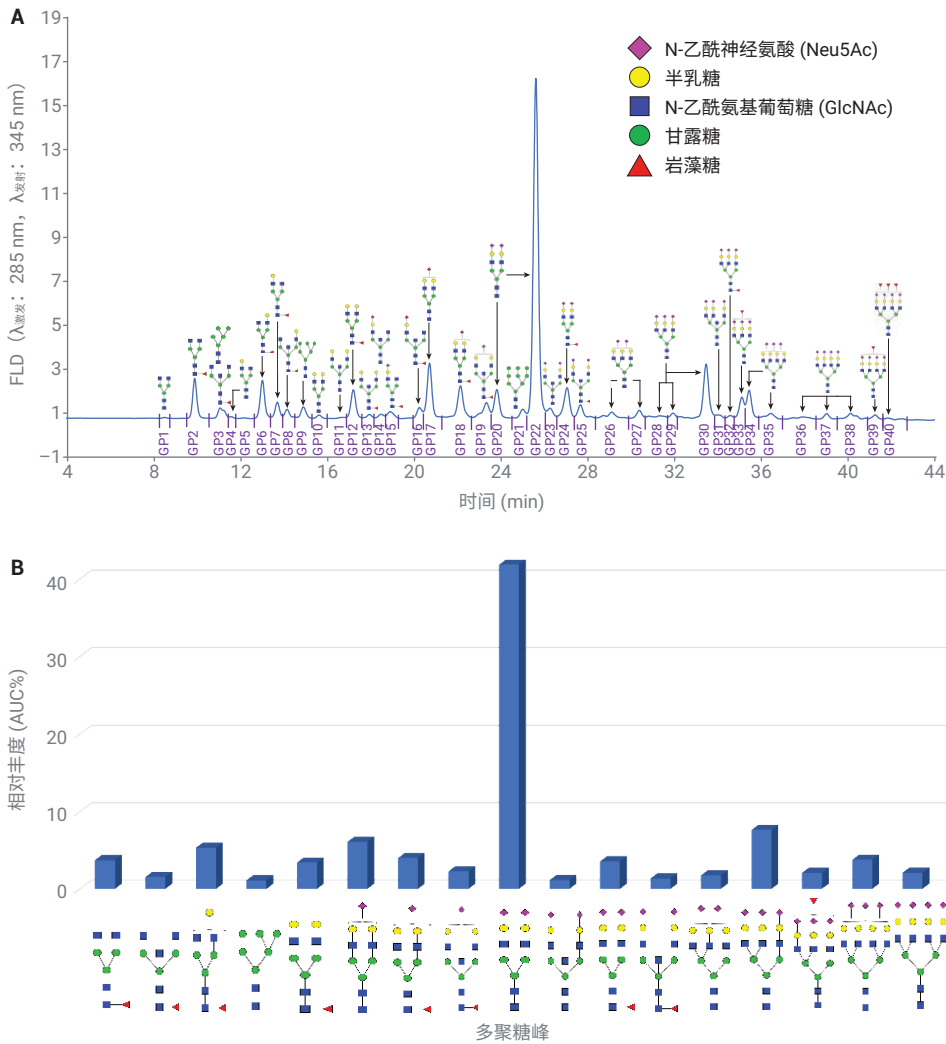 A
19
17
15
13
11
9
7
5
3
1
−1
FLD（λ激发：285 nm，λ发射：345 nm)
N-乙酰神经氨酸 (Neu5Ac)
半乳糖
N-乙酰氨基葡萄糖 (GlcNAc)
甘露糖
岩藻糖
GP1
GP2
GP3
GP4
GP5
GP6
GP7
GP8
GP9
GP10
GP11
GP12
GP13
GP14
GP15
GP16
GP17
GP18
GP19
GP20
GP21
GP22
GP23
GP24
GP25
GP26
GP27
GP28
GP29
GP30
GP31
GP32
GP33
GP34
GP35
GP36
GP37
GP38
GP39
GP40
4 8 12 16 20 24 28 32 36 40 44
时间 (min)
B
40
30
20
10
0
相对丰度 (AUC%)
多聚糖峰